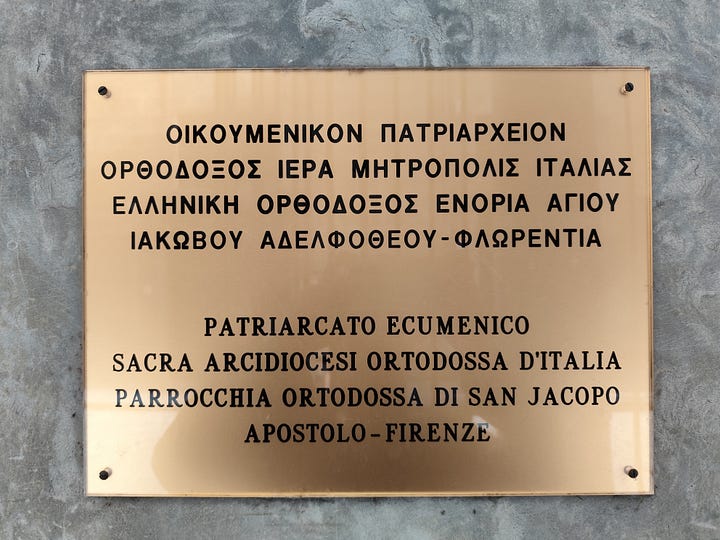 ΟΙΚΟΥΜΕΝΙΚΟΝ ΠΑΤΡΙΑΡΧΕΙΟΝ
ΟΡΘΟΔΟΞΟΣ ΙΕΡΑ ΜΗΤΡΟΠΟΛΙΣ ΙΤΑΛΙΑΣ
ΕΛΛΗΝΙΚΗ ΟΡΘΟΔΟΞΟΣ ΕΝΟΡΙΑ ΑΓΙΟΥ
ΙΑΚΩΒΟΥ ΑΔΕΛΦΟΘΕΟΥ-ΦΛΩΡΕΝΤΙΑ
PATRIARCATO ECUMENICO
SACRA ARCIDIOCESI ORTODOSSA D'ITALIA
PARROCCHIA ORTODOSSA DI SAN JACOPO
APOSTOLO-FIRENZE